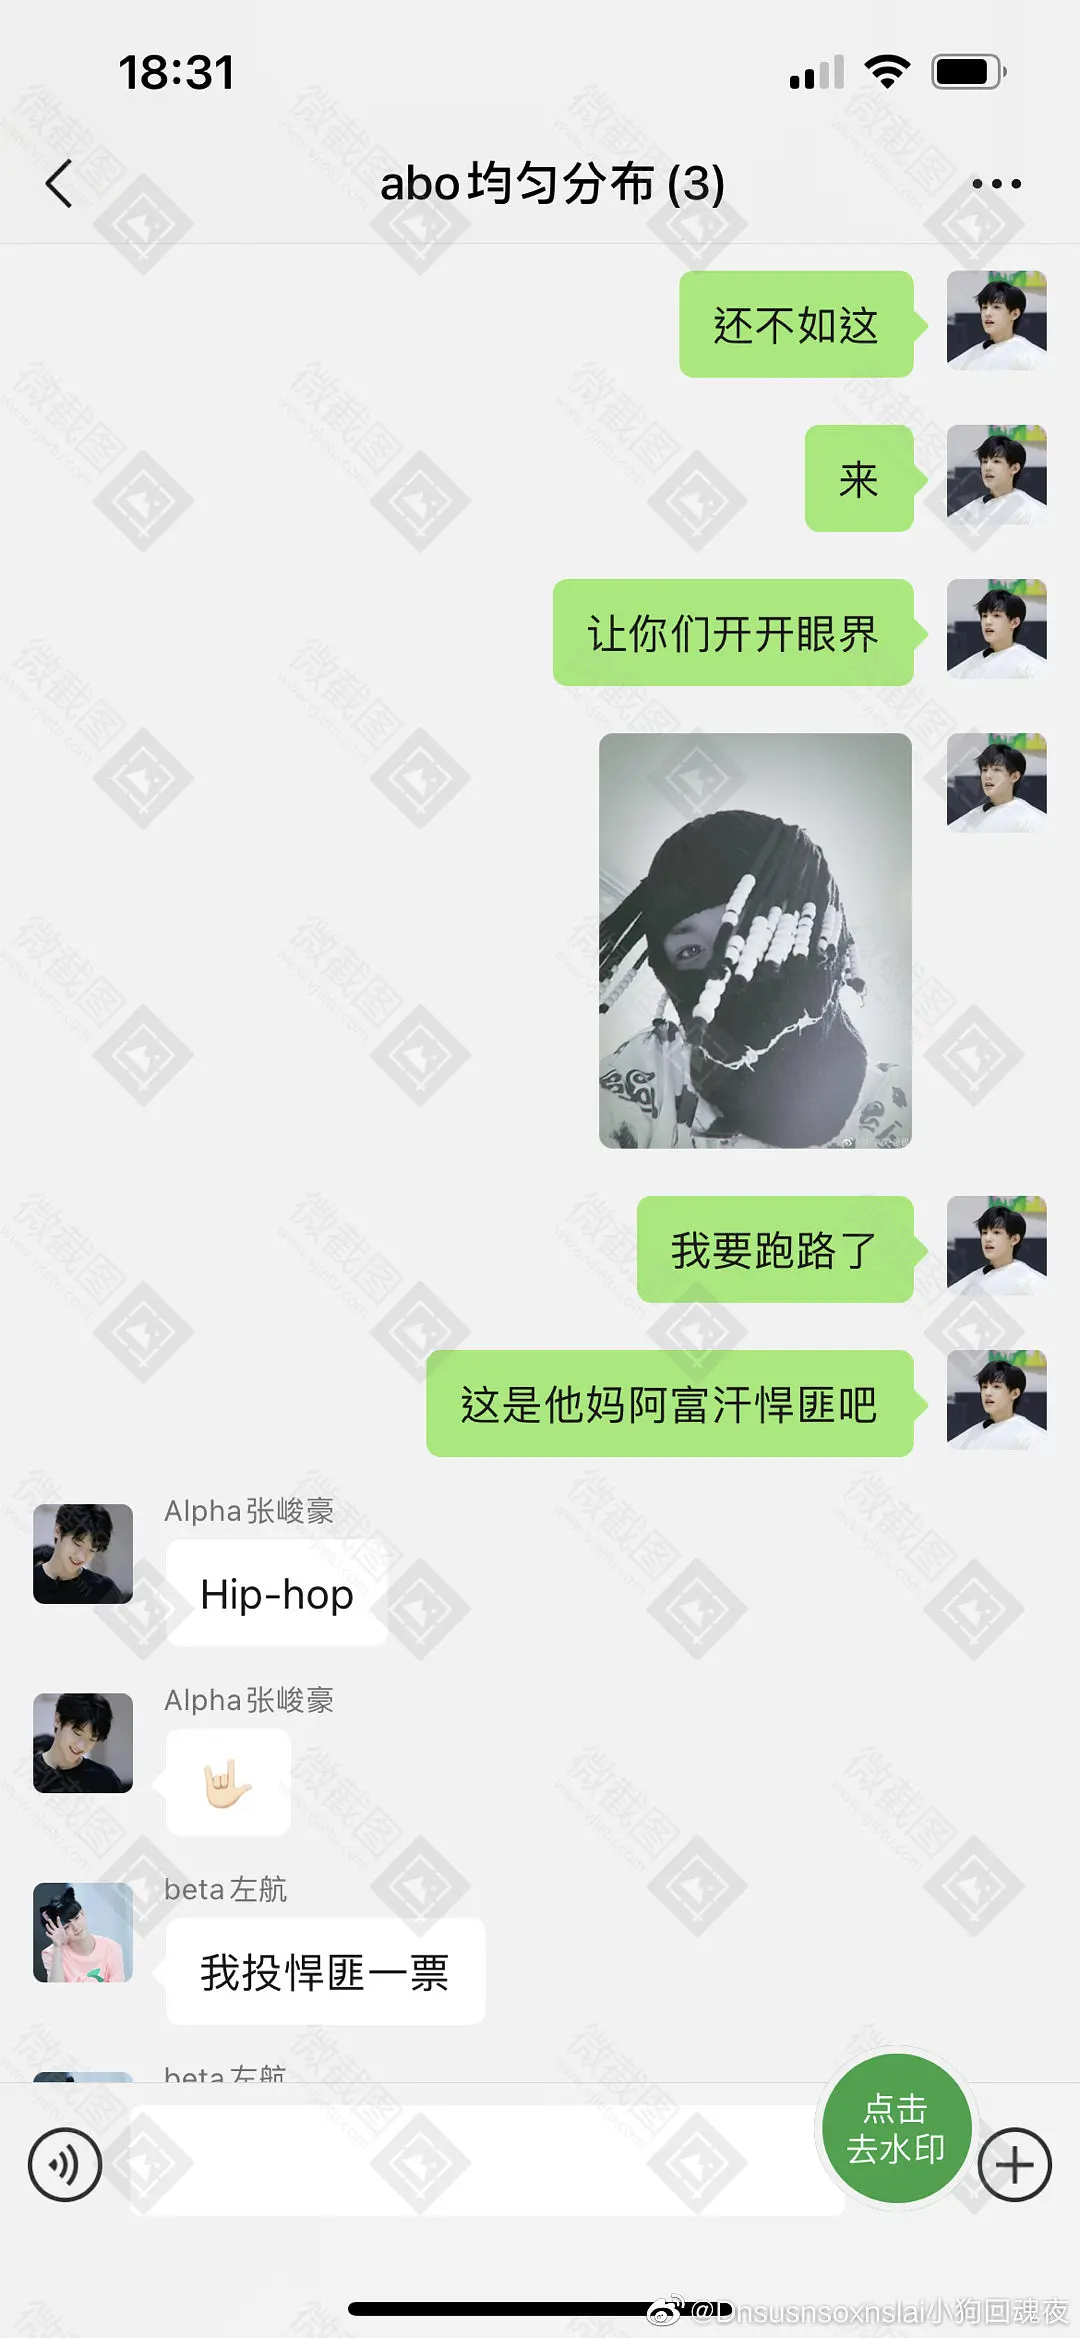 18:31
abo均匀分布(3)
还不如这
来
让你们开开眼界
我要跑路了
这是他妈阿富汗悍匪吧
Alpha张峻豪
Hip-hop
Alpha张峻豪
beta左航
我投悍匪一票
beta左航
点击
去水印
@Dnsusnsoxnslai小狗回魂夜
微截图